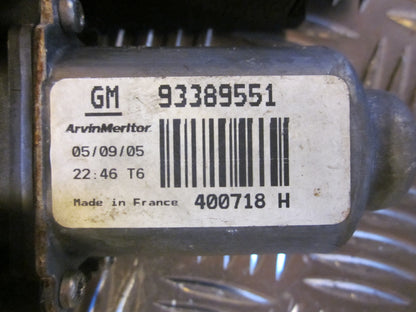 GM 93389551
ArvinMeritor
05/09/05
22:46 T6
Made in France 400718 H